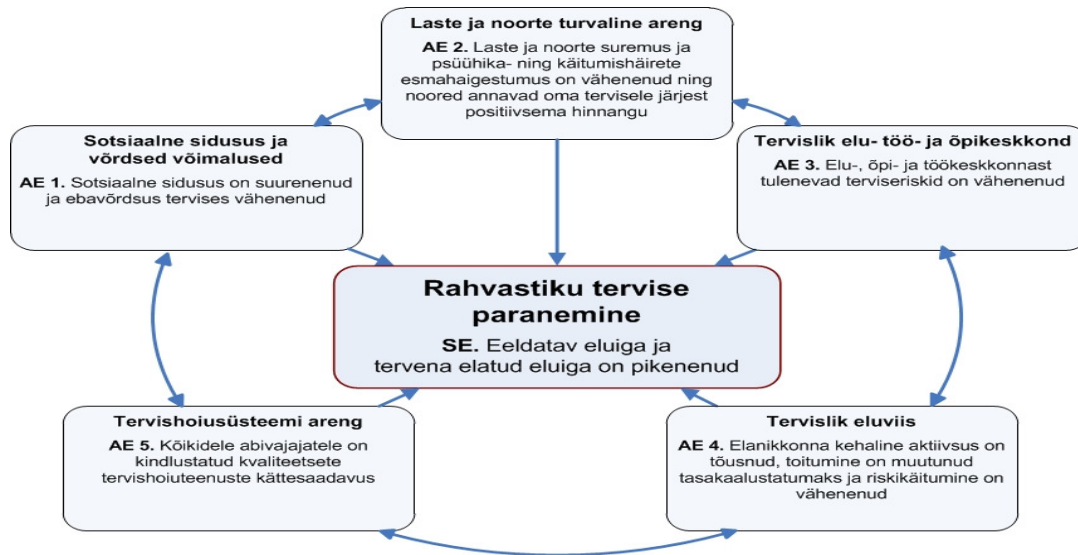 Laste ja noorte turvaline areng
AE 2. Laste ja noorte suremus ja
psüühika- ning käitumishäirete
esmahaigestumus on vähenenud ning
noored annavad oma tervisele järjest
positiivsema hinnangu
Sotsiaalne sidusus ja
võrdsed võimalused
AE 1. Sotsiaalne sidusus on suurenenud
ja ebavõrdsus tervises vähenenud
Tervislik elu- töö- ja õpikeskkond
AE 3. Elu-, õpi- ja töökeskkonnast
tulenevad terviseriskid on vähenenud
Rahvastiku tervise
paranemine
SE. Eeldatav eluiga ja
tervena elatud eluiga on pikenenud
Tervishoiusüsteemi areng
AE 5. Kõikidele abivajajatele on
kindlustatud kvaliteetsete
tervishoiuteenuste kättesaadavus
Tervislik eluviis
AE 4. Elanikkonna kehaline aktiivsus on
tõusnud, toitumine on muutunud
tasakaalustatumaks ja riskikäitumine on
vähenenud